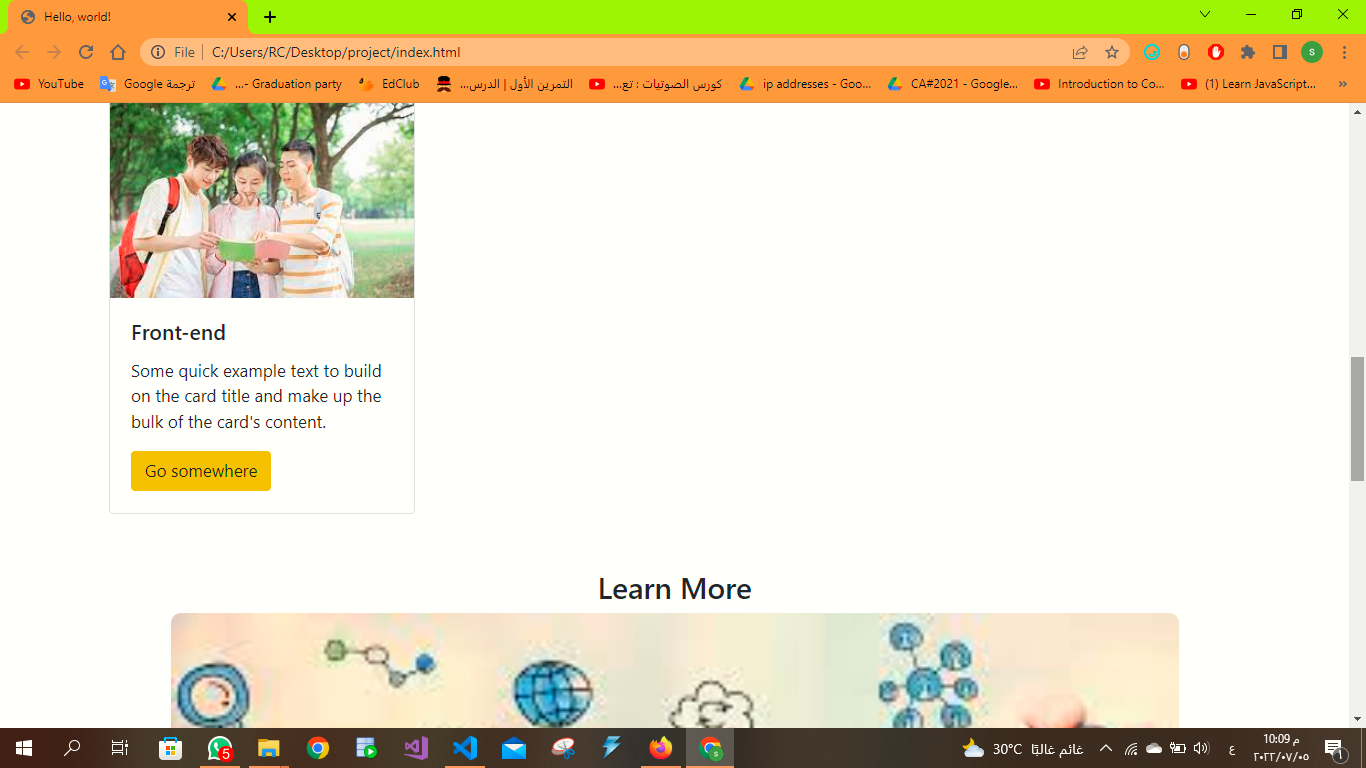 Hello, world!
File
C:/Users/RC/Desktop/project/index.html
s
YouTube
ترجمة Google
Graduation party -...
EdClub
التمرين الأول | الدرس...
كورس الصوتيات : تع...
ip addresses - Goo...
CA#2021 - Google...
Introduction to Co...
(1) Learn JavaScript...
Front-end
Some quick example text to build
on the card title and make up the
bulk of the card's content.
Go somewhere
Learn More
5
s
30°C غائم غالبًا
ع
10:09 م
٢٠٢٢/٠٧/٠٥
1